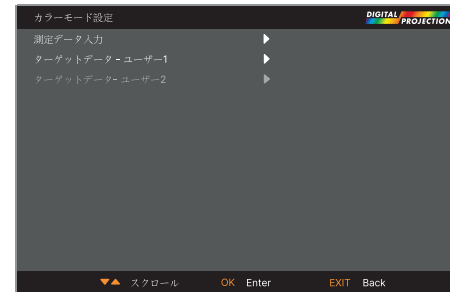 カラーモード設定
DIGITAL PROJECTION
測定データ入力
ターゲットデータ - ユーザー1
ターゲットデータ- ユーザー2
スクロール OK Enter EXIT Back